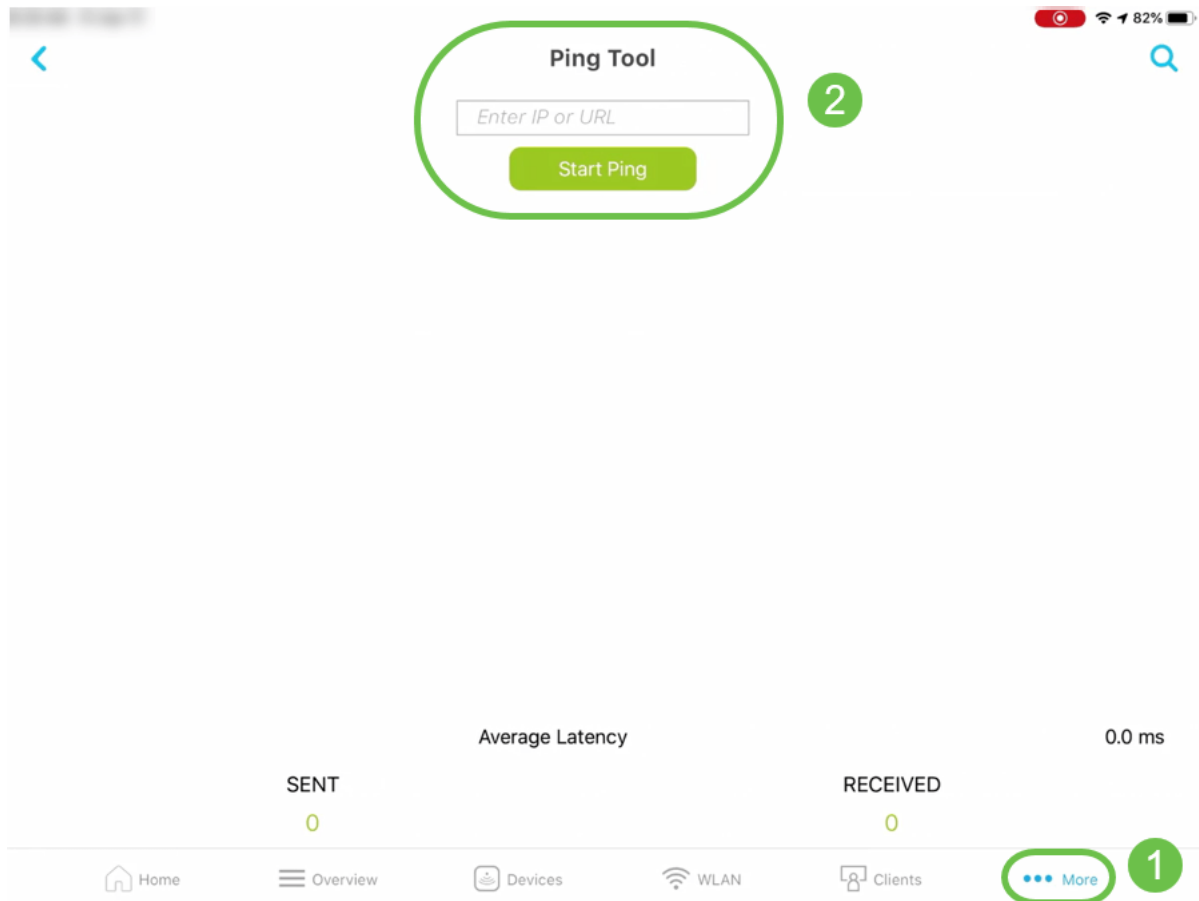 82%
Ping Tool
Enter IP or URL
Start Ping
2
Average Latency 0.0 ms
SENT RECEIVED
0 0
Home Overview Devices WLAN Clients More
1